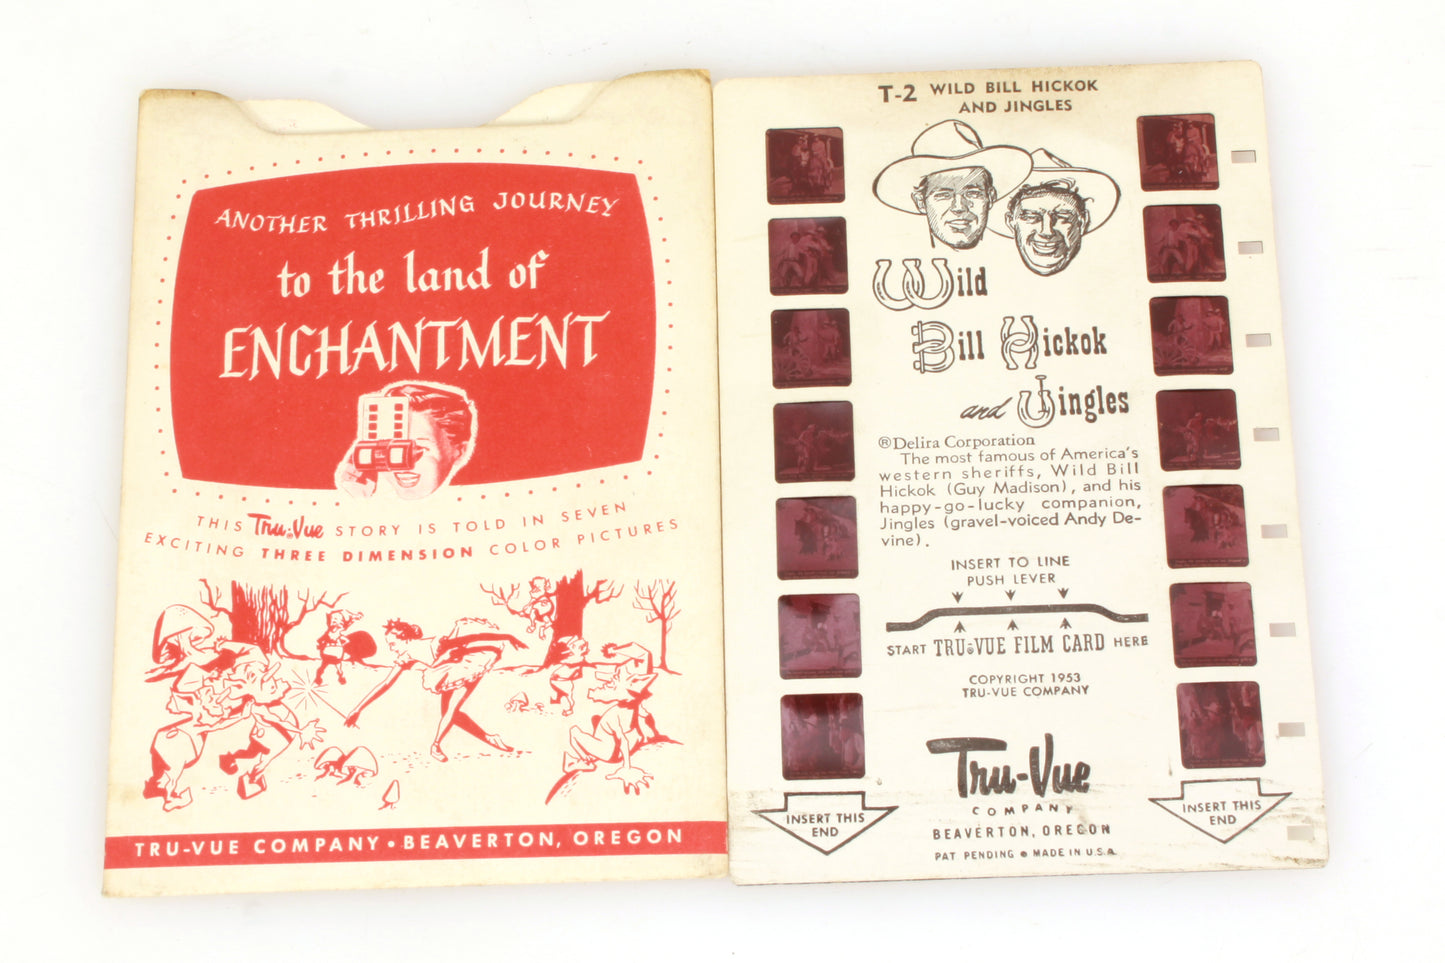 ANOTHER THRILLING JOURNEY
to the land of
ENCHANTMENT
THIS Tru-Vue STORY IS TOLD IN SEVEN
EXCITING THREE DIMENSION COLOR PICTURES
TRU-VUE COMPANY • BEAVERTON, OREGON
T-2 WILD BILL HICKOK
AND JINGLES
Wild
Bill Hickok
and Jingles
®Delira Corporation
The most famous of America's
western sheriffs, Wild Bill
Hickok (Guy Madison), and his
happy-go-lucky companion,
Jingles (gravel-voiced Andy De-
vine).
INSERT TO LINE
PUSH LEVER
START TRU-VUE FILM CARD HERE
COPYRIGHT 1953
TRU-VUE COMPANY
Tru-Vue
COMPANY
BEAVERTON, OREGON
PAT PENDING • MADE IN U.S.A.
INSERT THIS
END
INSERT THIS
END